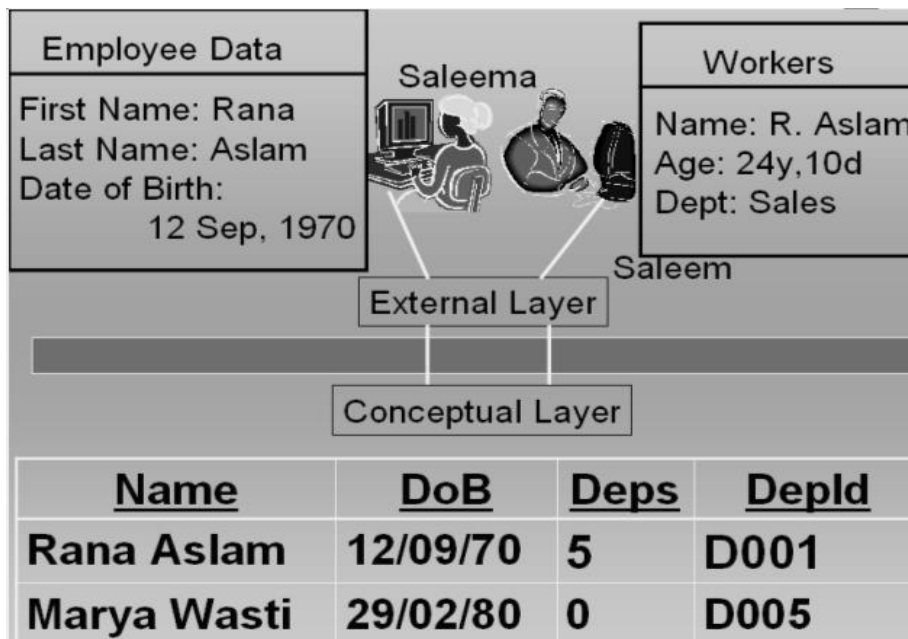 Employee Data
First Name: Rana
Last Name: Aslam
Date of Birth:
12 Sep, 1970
Saleema
Workers
Name: R. Aslam
Age: 24y,10d
Dept: Sales
Saleem
External Layer
Conceptual Layer
Name DoB Deps DepId
Rana Aslam 12/09/70 5 D001
Marya Wasti 29/02/80 0 D005